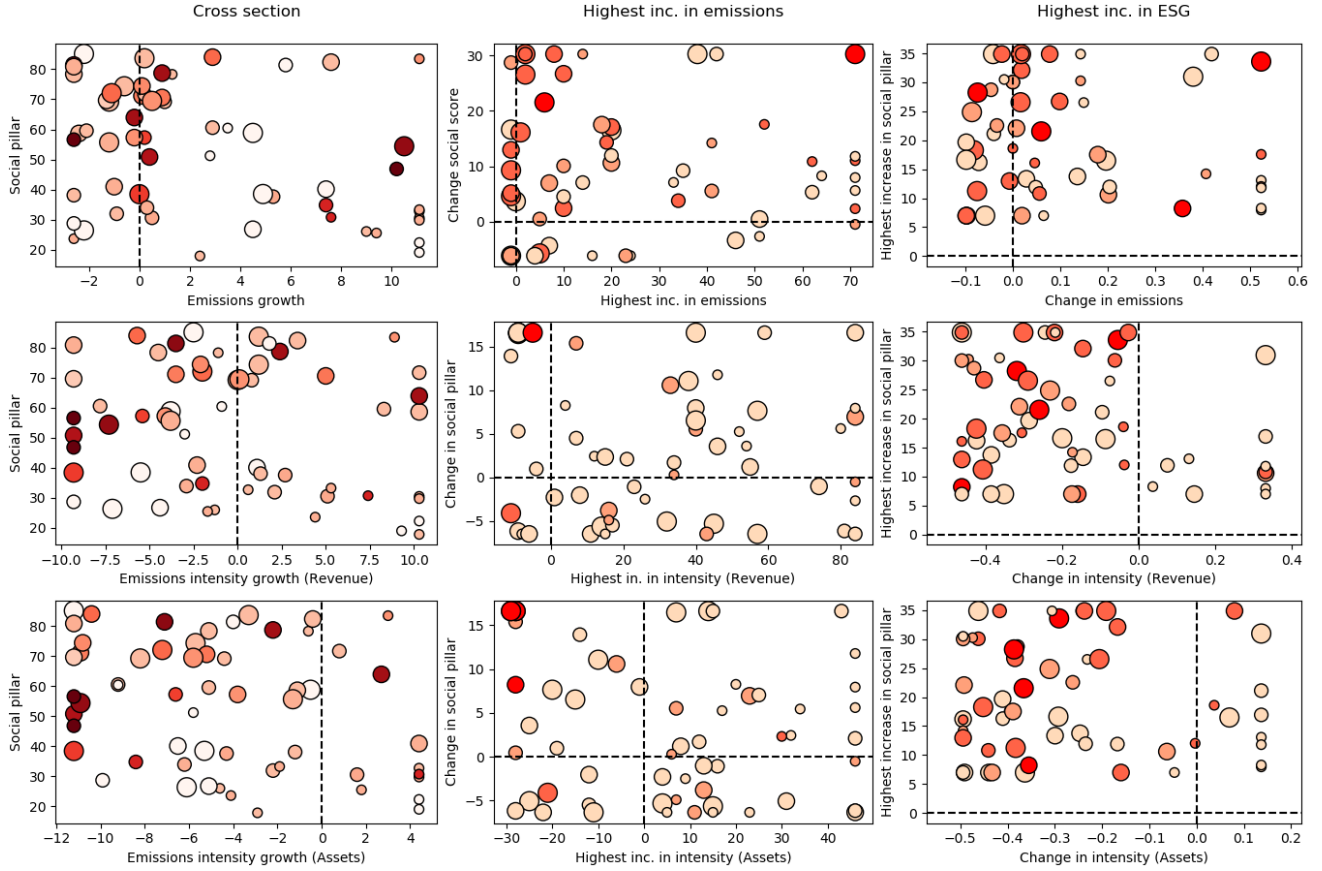 Cross section
Highest inc. in emissions
Highest inc. in ESG
Social pillar
80
70
60
50
40
30
20
−2 0 2 4 6 8 10
Emissions growth
Change social score
30
20
10
0
0 10 20 30 40 50 60 70
Highest inc. in emissions
Highest increase in social pillar
35
30
25
20
15
10
5
0
−0.1 0.0 0.1 0.2 0.3 0.4 0.5 0.6
Change in emissions
Social pillar
80
70
60
50
40
30
20
−10.0 −7.5 −5.0 −2.5 0.0 2.5 5.0 7.5 10.0
Emissions intensity growth (Revenue)
Change in social pillar
15
10
5
0
−5
0 20 40 60 80
Highest in. in intensity (Revenue)
Highest increase in social pillar
35
30
25
20
15
10
5
0
−0.4 −0.2 0.0 0.2 0.4
Change in intensity (Revenue)
Social pillar
80
70
60
50
40
30
20
−12 −10 −8 −6 −4 −2 0 2 4
Emissions intensity growth (Assets)
Change in social pillar
15
10
5
0
−5
−30 −20 −10 0 10 20 30 40
Highest inc. in intensity (Assets)
Highest increase in social pillar
35
30
25
20
15
10
5
0
−0.5 −0.4 −0.3 −0.2 −0.1 0.0 0.1 0.2
Change in intensity (Assets)